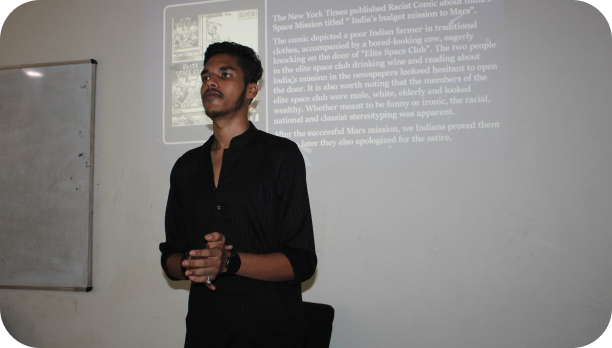 The New York Times published Racist Comic about India's
Space Mission titled " India's budget mission to Mars".
The comic depicted a poor Indian farmer in traditional
clothes, accompanied by a bored-looking cow, eagerly
knocking on the door of "Elite Space Club". The two people
in the elite space club drinking wine and reading about
India's mission in the newspapers looked hesitant to open
the door. It is also worth noting that the members of the
elite space club were male, white, elderly and looked
wealthy. Whether meant to be funny or ironic, the racial,
national and classist stereotyping was apparent.
After the successful Mars mission, we Indians proved them
later they also apologized for the satire.